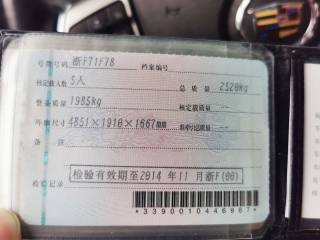 号牌号码 浙F71F78 档案编号
核定载人数 5人 总质量 2520kg
整备质量 1985kg 核定载质量 --
外廓尺寸 4851×1910×1667mm 准牵引总质量 --
备注
检验有效期至2014年11月浙F(00)
检验记录
*3390010446967*